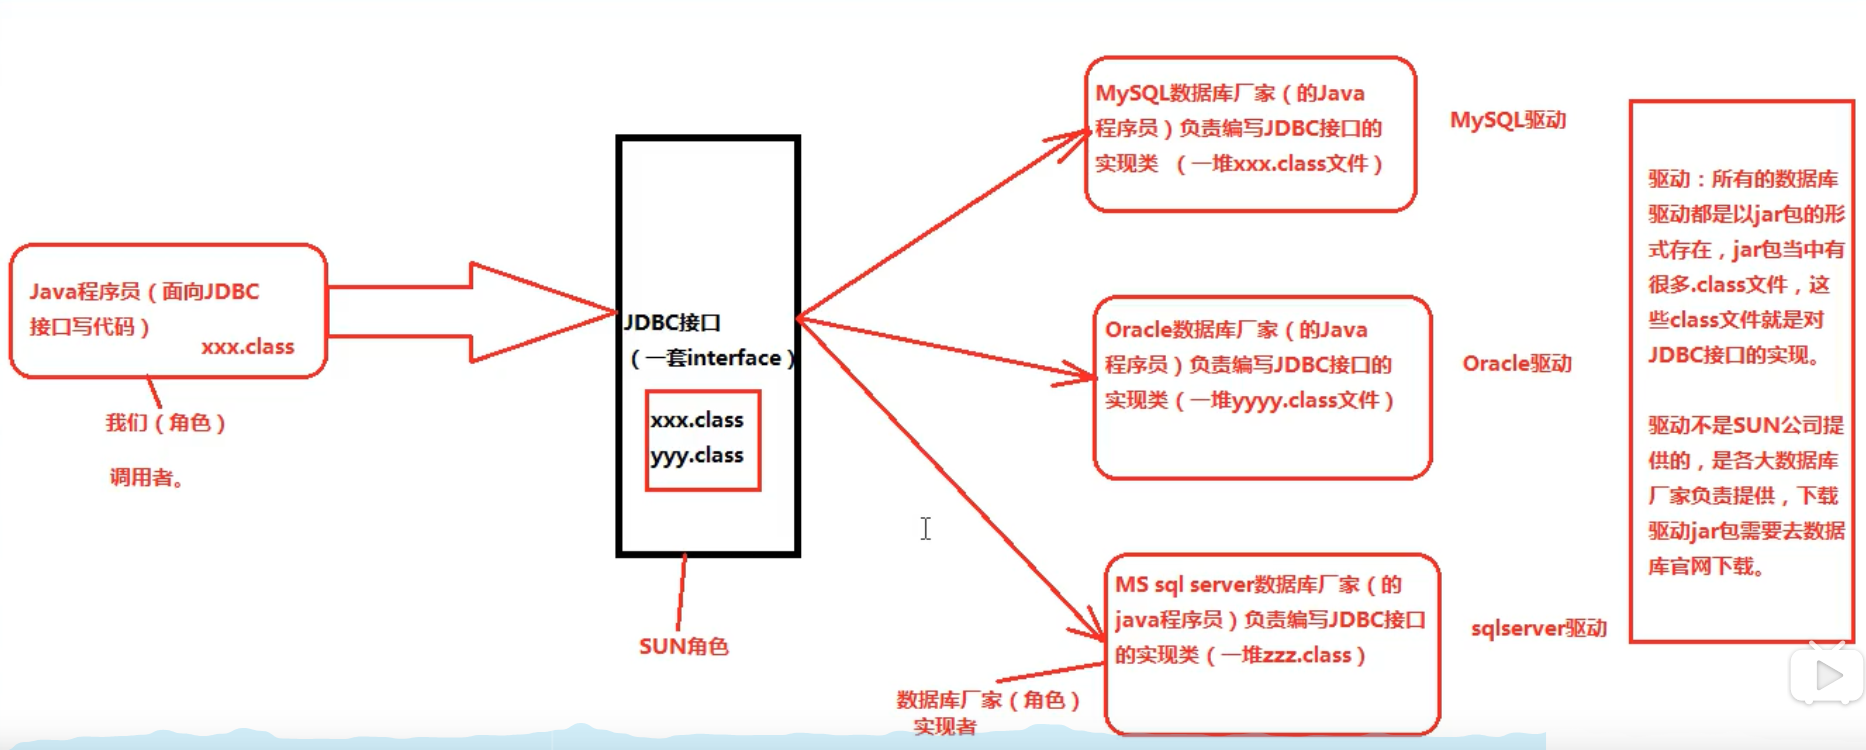 Java程序员（面向JDBC
接口写代码）
xxx.class
我们（角色）
调用者。
JDBC接口
（一套interface）
xxx.class
yyy.class
SUN角色
MySQL数据库厂家（的Java
程序员）负责编写JDBC接口的
实现类 （一堆xxx.class文件）
MySQL驱动
Oracle数据库厂家（的Java
程序员）负责编写JDBC接口的
实现类（一堆yyyy.class文件）
Oracle驱动
MS sql server数据库厂家（的
java程序员）负责编写JDBC接口
的实现类（一堆zzz.class）
sqlserver驱动
数据库厂家（角色）
实现者
驱动：所有的数据库
驱动都是以jar包的形
式存在，jar包当中有
很多.class文件，这
些class文件就是对
JDBC接口的实现。
驱动不是SUN公司提
供的，是各大数据库
厂家负责提供，下载
驱动jar包需要去数据
库官网下载。